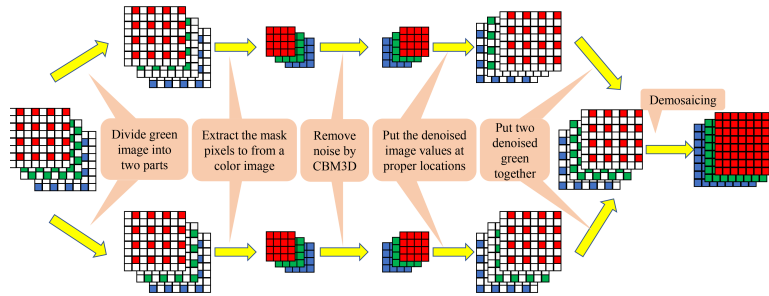 Divide green
image into
two parts
Extract the mask
pixels to from a
color image
Remove
noise by
CBM3D
Put the denoised
image values at
proper locations
Put two
denoised
green
together
Demosaicing